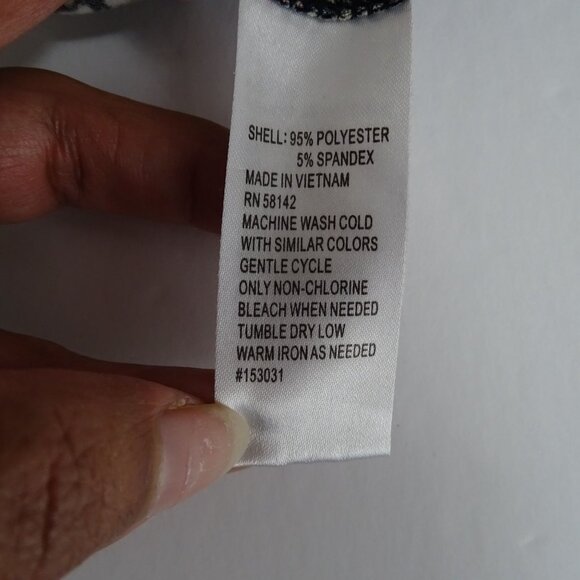 SHELL: 95% POLYESTER
5% SPANDEX
MADE IN VIETNAM
RN 58142
MACHINE WASH COLD
WITH SIMILAR COLORS
GENTLE CYCLE
ONLY NON-CHLORINE
BLEACH WHEN NEEDED
TUMBLE DRY LOW
WARM IRON AS NEEDED
#153031